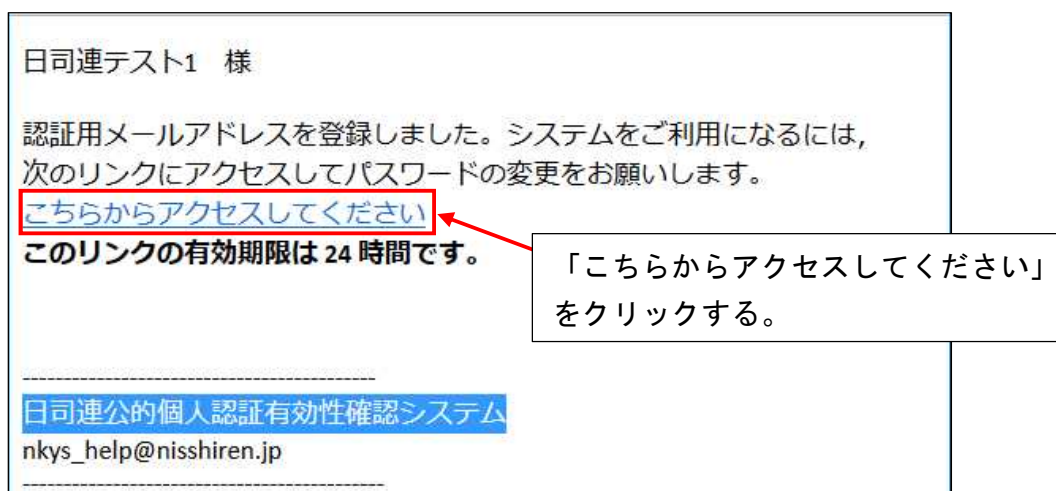 日司連テスト1　様
認証用メールアドレスを登録しました。システムをご利用になるには,
次のリンクにアクセスしてパスワードの変更をお願いします。
こちらからアクセスしてください
このリンクの有効期限は 24 時間です。
「こちらからアクセスしてください」
をクリックする。
-------------------------------------------
日司連公的個人認証有効性確認システム
nkys_help@nisshiren.jp
--------------------------------------------